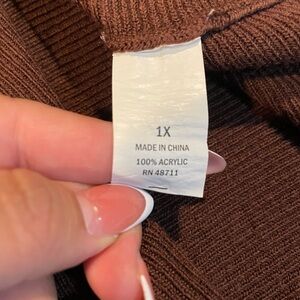 1X
MADE IN CHINA
100% ACRYLIC
RN 48711